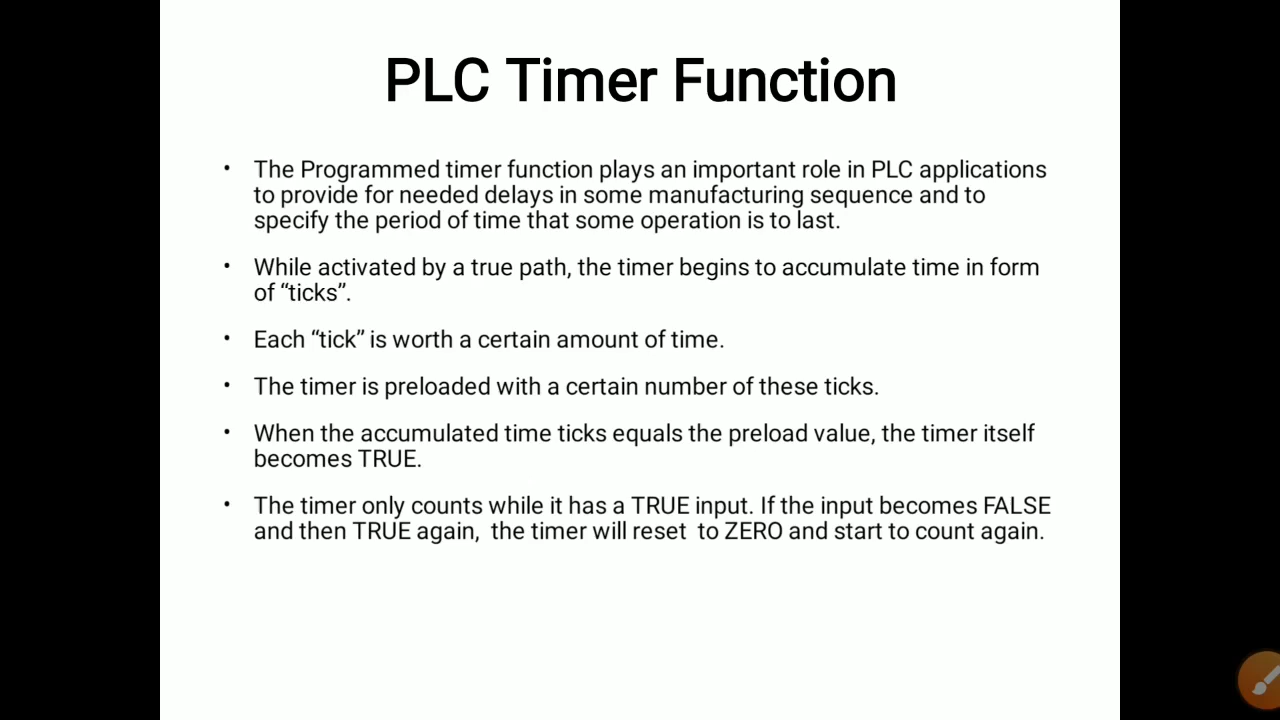 PLC Timer Function
• The Programmed timer function plays an important role in PLC applications
to provide for needed delays in some manufacturing sequence and to
specify the period of time that some operation is to last.
• While activated by a true path, the timer begins to accumulate time in form
of “ticks”.
• Each “tick” is worth a certain amount of time.
• The timer is preloaded with a certain number of these ticks.
• When the accumulated time ticks equals the preload value, the timer itself
becomes TRUE.
• The timer only counts while it has a TRUE input. If the input becomes FALSE
and then TRUE again,  the timer will reset  to ZERO and start to count again.